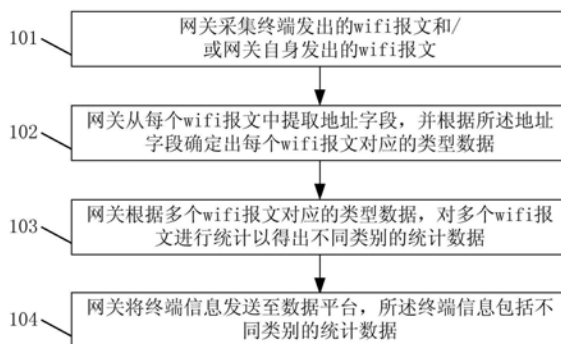 101
网关采集终端发出的wifi报文和/
或网关自身发出的wifi报文
102
网关从每个wifi报文中提取地址字段，并根据所述地址
字段确定出每个wifi报文对应的类型数据
103
网关根据多个wifi报文对应的类型数据，对多个wifi报
文进行统计以得出不同类别的统计数据
104
网关将终端信息发送至数据平台，所述终端信息包括不
同类别的统计数据